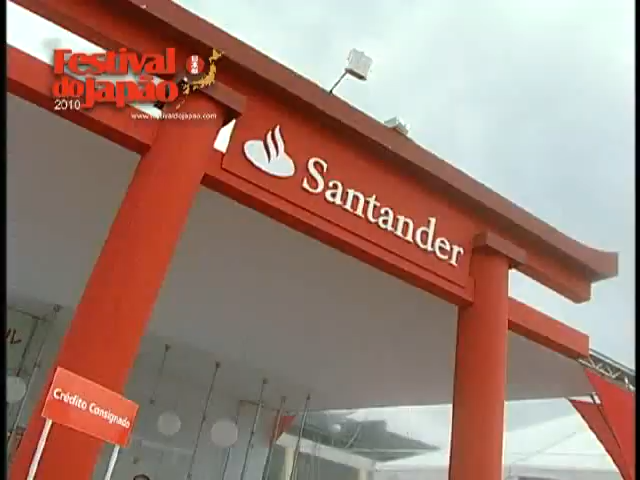 Festival
do Japão
2010
www.festivaldojapao.com
Santander
Crédito Consignado